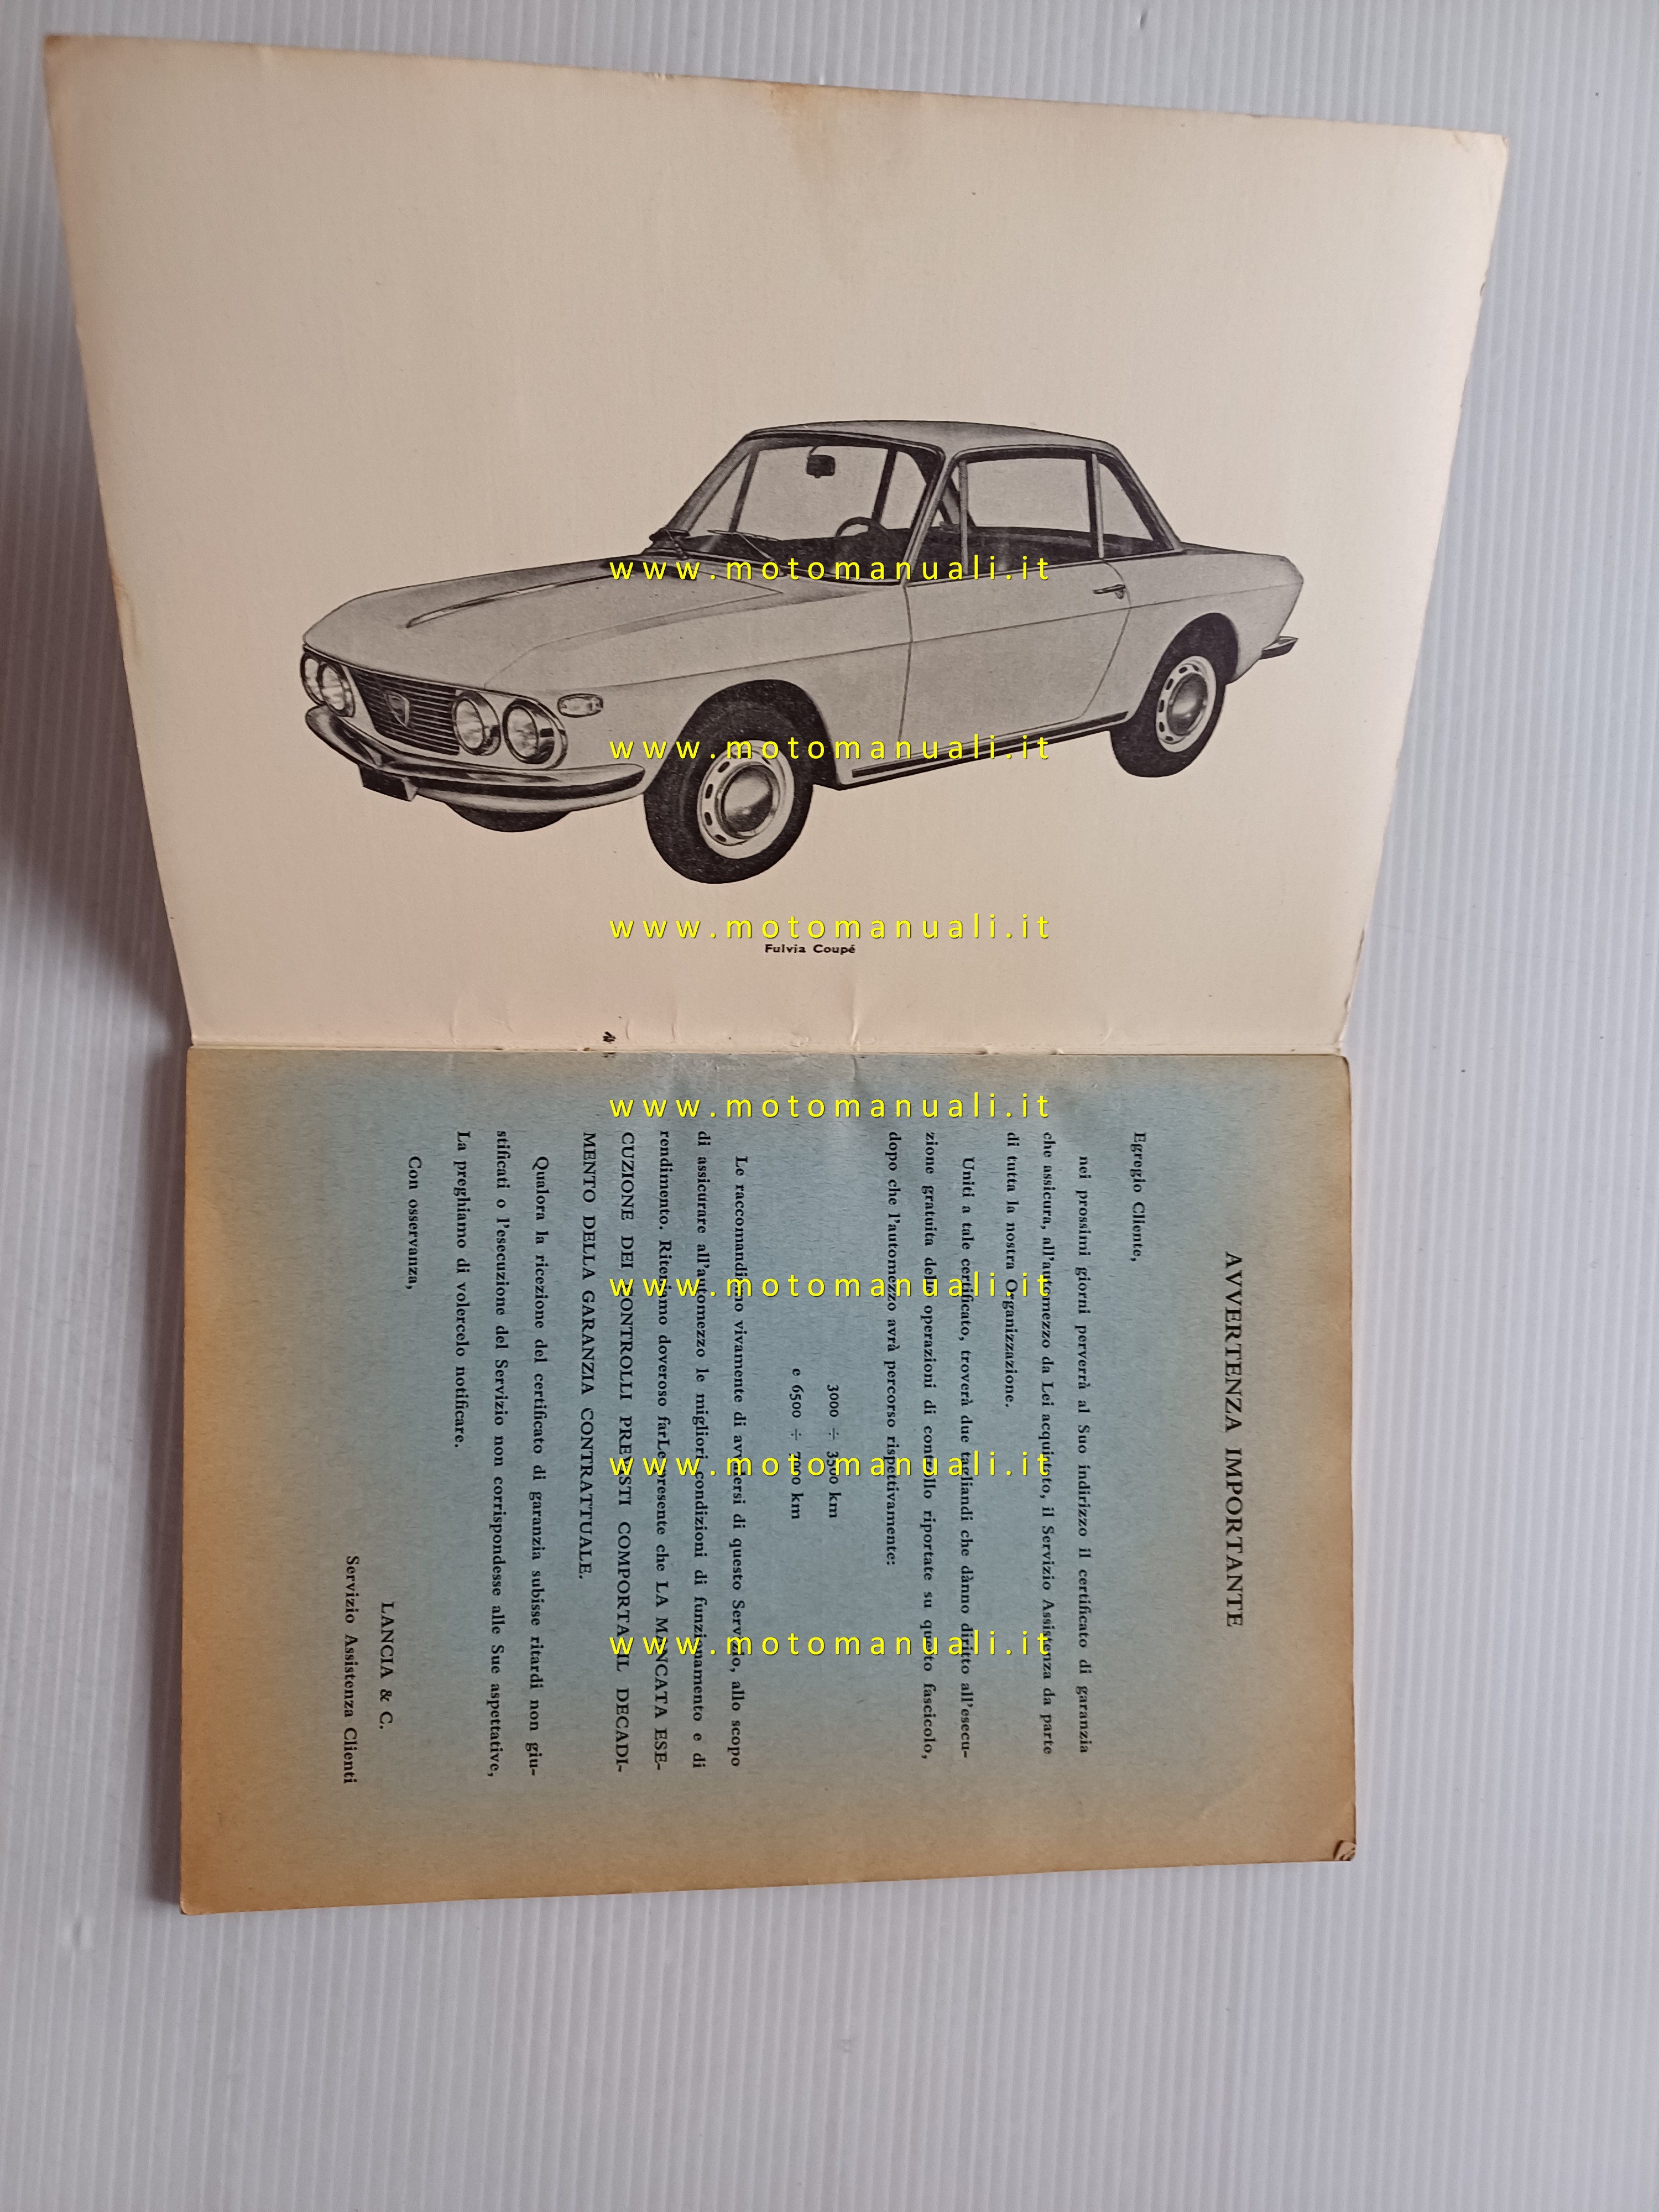 www.motomanuali.it
www.motomanuali.it
www.motomanuali.it
Fulvia Coupé
www.motomanuali.it
www.motomanuali.it
www.motomanuali.it
www.motomanuali.it
AVVERTENZA IMPORTANTE
Egregio Cliente,
nei prossimi giorni perverrà al Suo indirizzo il certificato di garanzia
che assicura, all'automezzo da Lei acquistato, il Servizio Assistenza da parte
di tutta la nostra Organizzazione.
Uniti a tale certificato, troverà due tagliandi che dànno diritto all'esecu-
zione gratuita delle operazioni di controllo riportate su questo fascicolo,
dopo che l'automezzo avrà percorso rispettivamente:
3000 ÷ 3500 km
e 6500 ÷ 7000 km
Le raccomandiamo vivamente di avvalersi di questo Servizio, allo scopo
di assicurare all'automezzo le migliori condizioni di funzionamento e di
rendimento. Riteniamo doveroso farLe presente che LA MANCATA ESE-
CUZIONE DEI CONTROLLI PREVISTI COMPORTA IL DECADI-
MENTO DELLA GARANZIA CONTRATTUALE.
Qualora la ricezione del certificato di garanzia subisse ritardi non giu-
stificati o l'esecuzione del Servizio non corrispondesse alle Sue aspettative,
La preghiamo di volercelo notificare.
Con osservanza,
LANCIA & C.
Servizio Assistenza Clienti